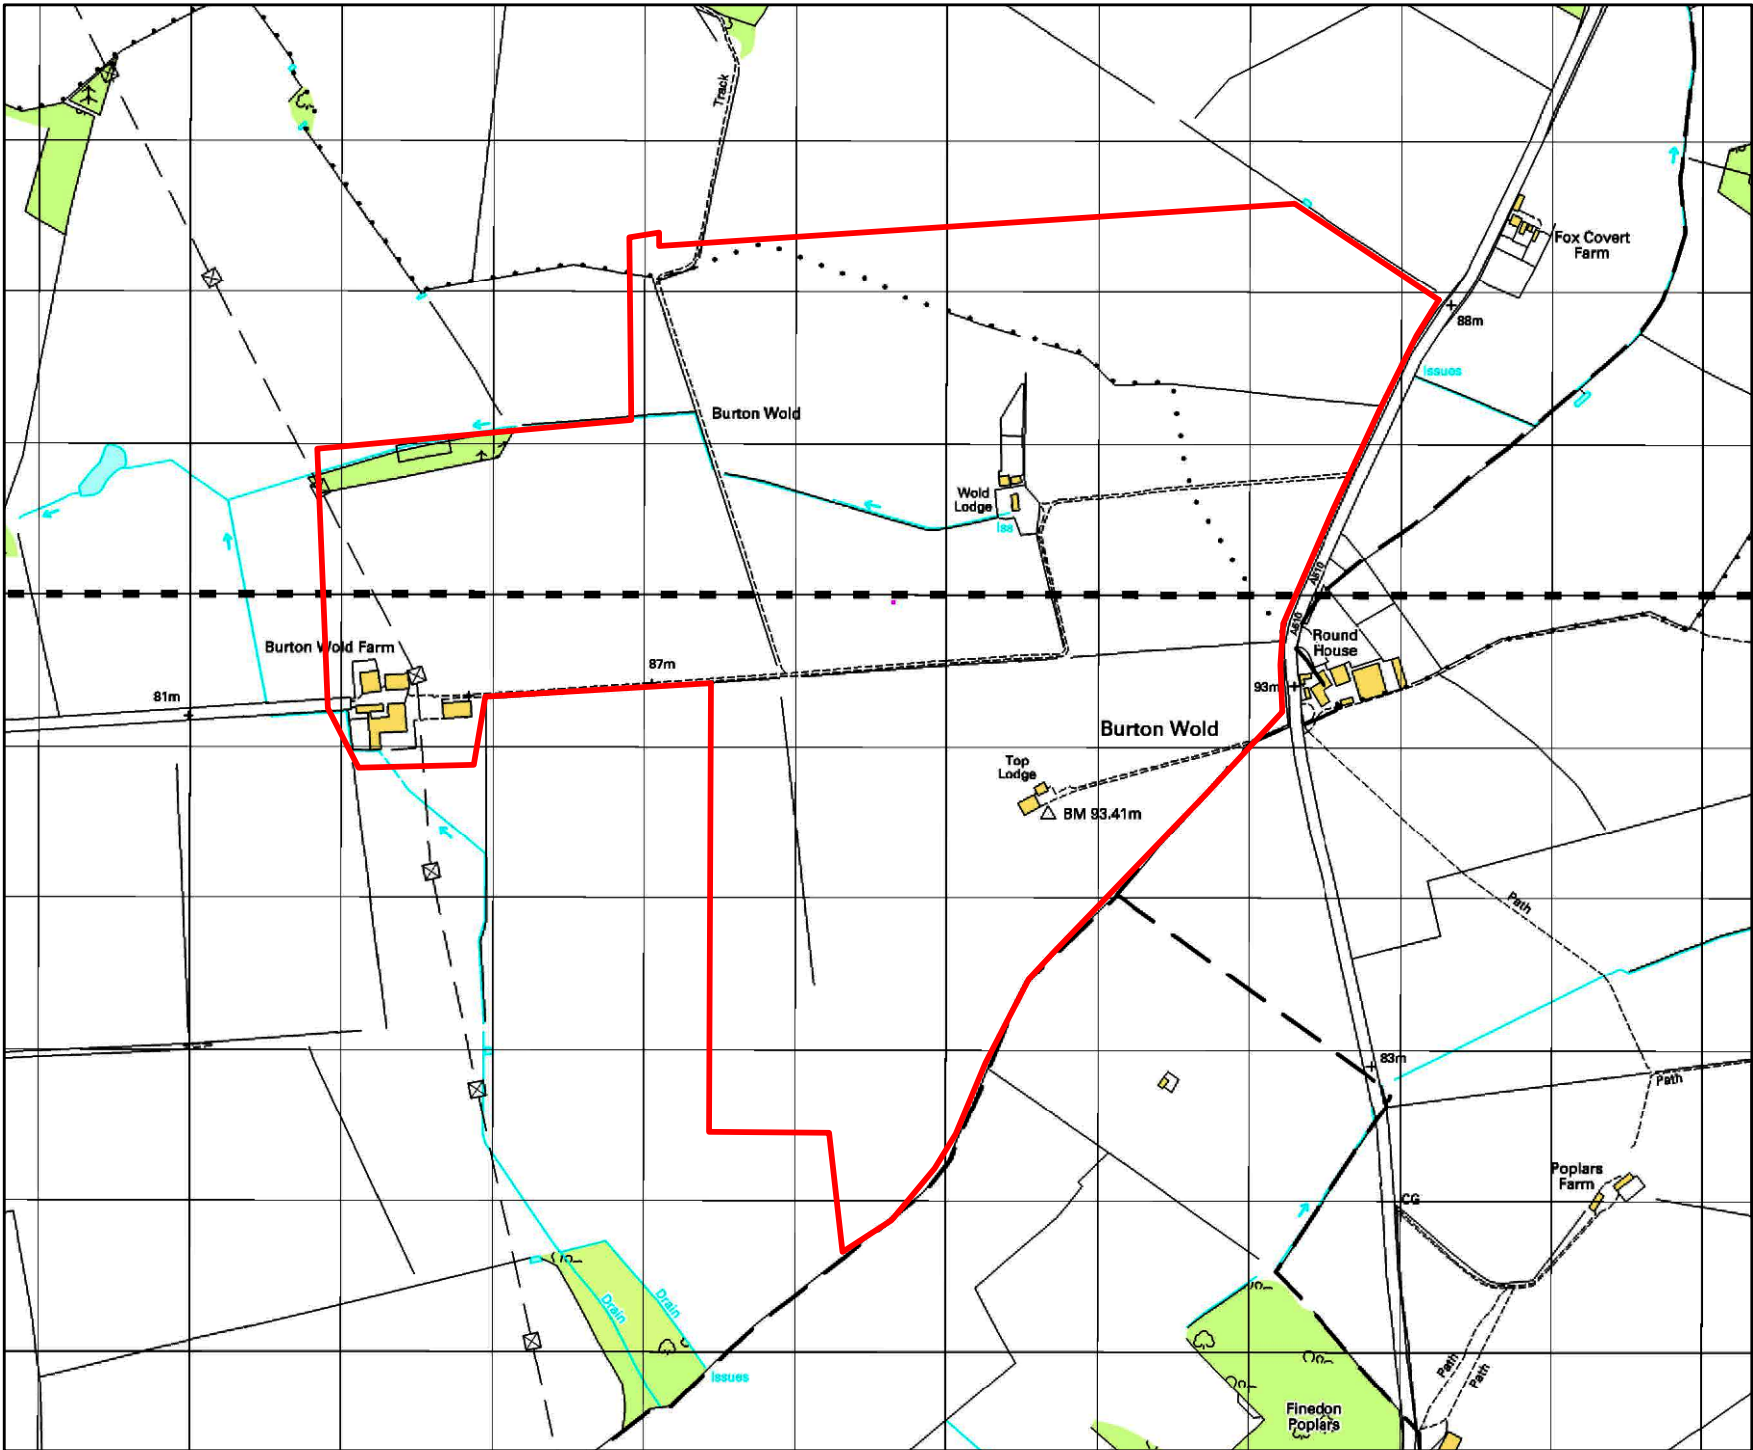 Track
Fox Covert
Farm
88m
Issues
Burton Wold
Wold
Lodge
Iss
A510
A510
Round
House
Burton Wold Farm
87m
81m
93m
Burton Wold
Top
Lodge
BM 93.41m
Path
83m
Path
Poplars
Farm
CG
Drain
Drain
Issues
Path
Path
Finedon
Poplars